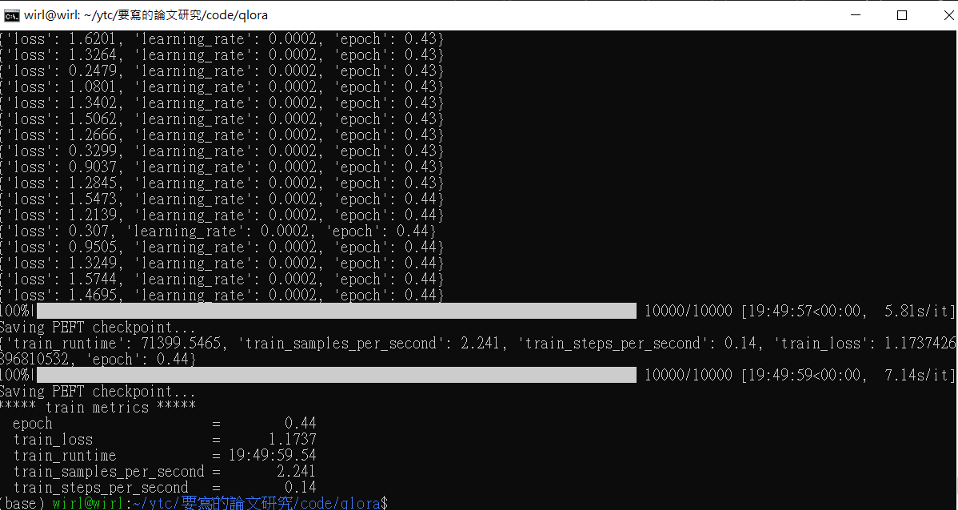 wirl@wirl: ~/ytc/要寫的論文研究/code/qlora
{'loss': 1.6201, 'learning_rate': 0.0002, 'epoch': 0.43}
{'loss': 1.3264, 'learning_rate': 0.0002, 'epoch': 0.43}
{'loss': 0.2479, 'learning_rate': 0.0002, 'epoch': 0.43}
{'loss': 1.0801, 'learning_rate': 0.0002, 'epoch': 0.43}
{'loss': 1.3402, 'learning_rate': 0.0002, 'epoch': 0.43}
{'loss': 1.5062, 'learning_rate': 0.0002, 'epoch': 0.43}
{'loss': 1.2666, 'learning_rate': 0.0002, 'epoch': 0.43}
{'loss': 0.3299, 'learning_rate': 0.0002, 'epoch': 0.43}
{'loss': 0.9037, 'learning_rate': 0.0002, 'epoch': 0.43}
{'loss': 1.2845, 'learning_rate': 0.0002, 'epoch': 0.43}
{'loss': 1.5473, 'learning_rate': 0.0002, 'epoch': 0.44}
{'loss': 1.2139, 'learning_rate': 0.0002, 'epoch': 0.44}
{'loss': 0.307, 'learning_rate': 0.0002, 'epoch': 0.44}
{'loss': 0.9505, 'learning_rate': 0.0002, 'epoch': 0.44}
{'loss': 1.3249, 'learning_rate': 0.0002, 'epoch': 0.44}
{'loss': 1.5744, 'learning_rate': 0.0002, 'epoch': 0.44}
{'loss': 1.4695, 'learning_rate': 0.0002, 'epoch': 0.44}
100%| 10000/10000 [19:49:57<00:00, 5.81s/it]
Saving PEFT checkpoint...
{'train_runtime': 71399.5465, 'train_samples_per_second': 2.241, 'train_steps_per_second': 0.14, 'train_loss': 1.1737426
896810532, 'epoch': 0.44}
100%| 10000/10000 [19:49:59<00:00, 7.14s/it]
Saving PEFT checkpoint...
***** train metrics *****
epoch = 0.44
train_loss = 1.1737
train_runtime = 19:49:59.54
train_samples_per_second = 2.241
train_steps_per_second = 0.14
(base) wirl@wirl:~/ytc/要寫的論文研究/code/qlora$